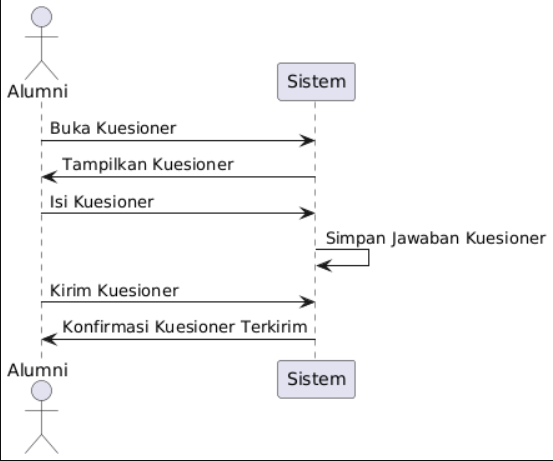 Alumni
Sistem
Buka Kuesioner
Tampilkan Kuesioner
Isi Kuesioner
Simpan Jawaban Kuesioner
Kirim Kuesioner
Konfirmasi Kuesioner Terkirim
Alumni
Sistem